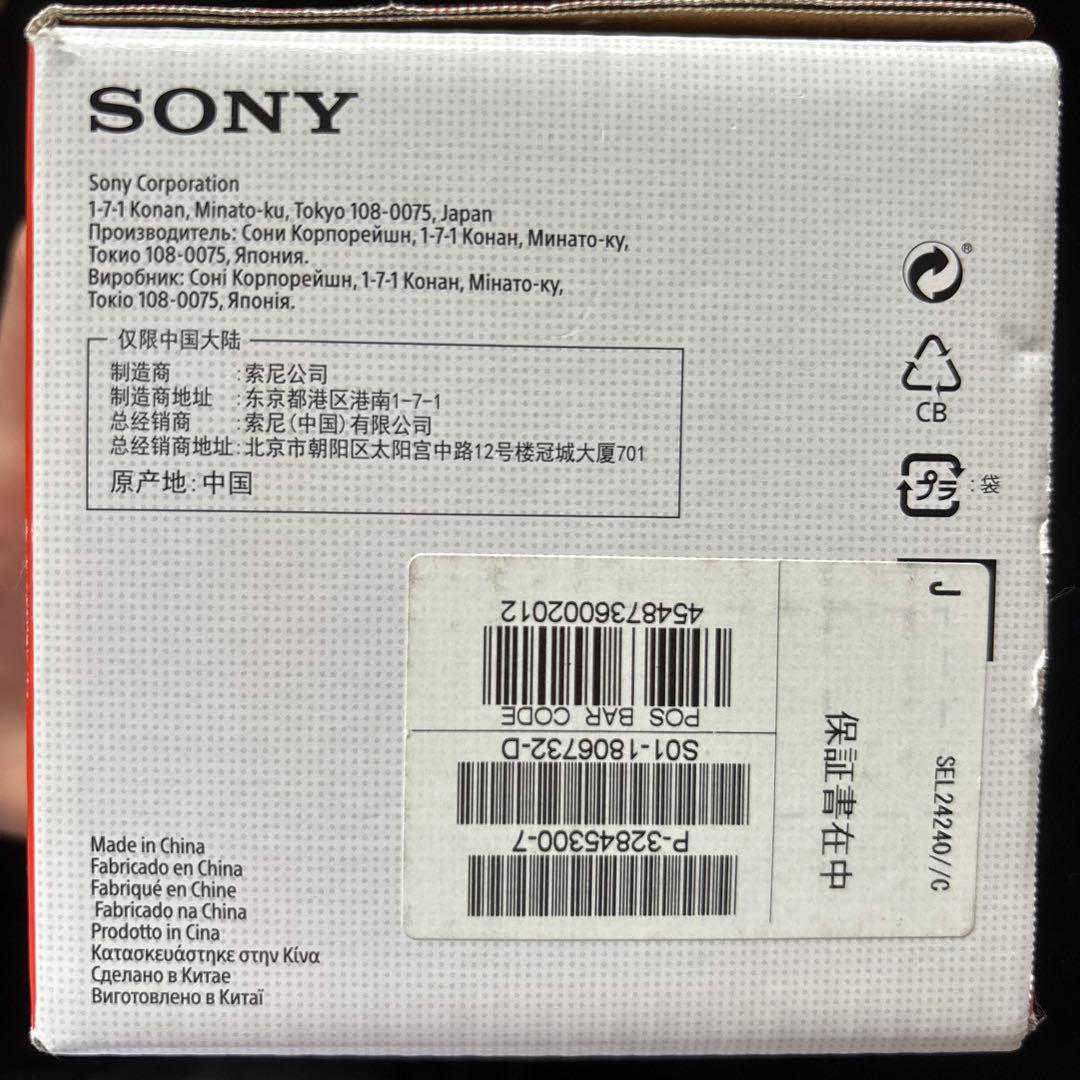 SONY
Sony Corporation
1-7-1 Konan, Minato-ku, Tokyo 108-0075, Japan
Производитель: Сони Корпорейшн, 1-7-1 Конан, Минато-ку,
Токио 108-0075, Япония.
Виробник: Соні Корпорейшн, 1-7-1 Конан, Мінато-ку,
Токіо 108-0075, Японія.
仅限中国大陆
制造商 :索尼公司
制造商地址 :东京都港区港南1-7-1
总经销商 :索尼(中国)有限公司
总经销商地址:北京市朝阳区太阳宫中路12号楼冠城大厦701
原产地:中国
®
CB
プラ :袋
J
SEL24240//C
保証書在中
P-32845300-7
S01-1806732-D
POS BAR CODE
4548736002012
Made in China
Fabricado en China
Fabriqué en Chine
Fabricado na China
Prodotto in Cina
Κατασκευάστηκε στην Κίνα
Сделано в Китае
Виготовлено в Китаї